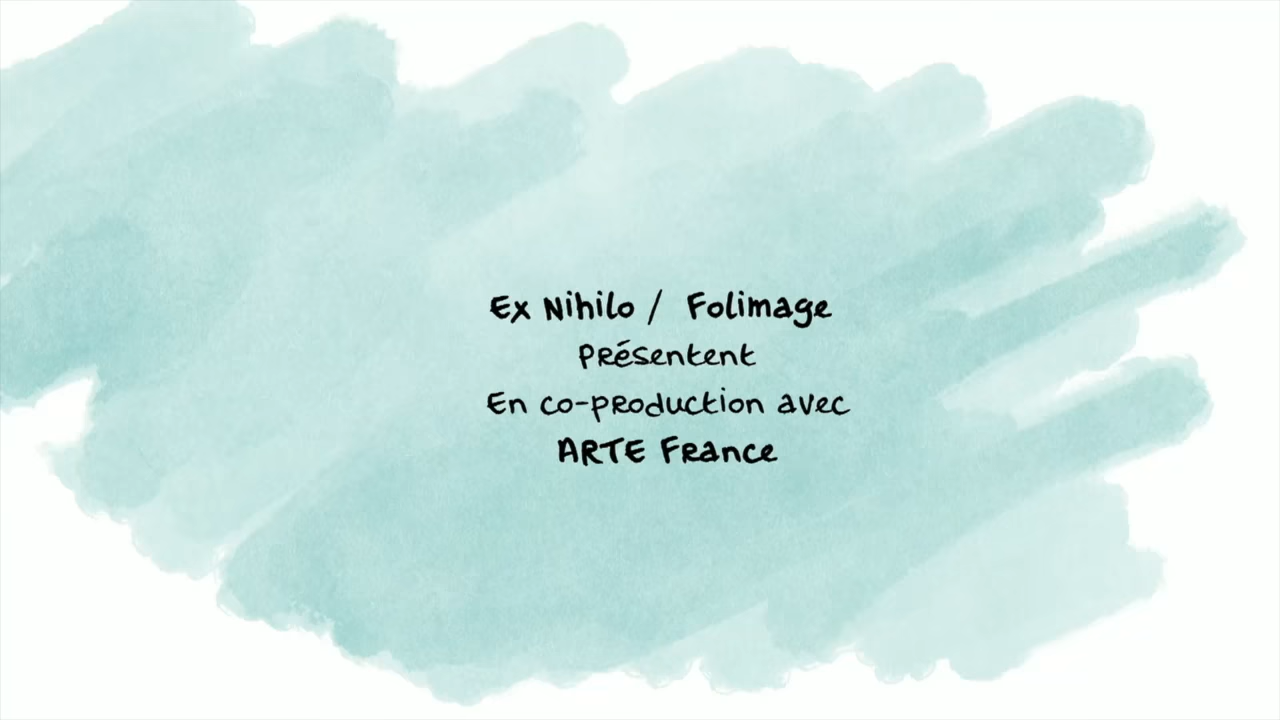 Ex Nihilo / Folimage
Présentent
En co-production avec
ARTE France